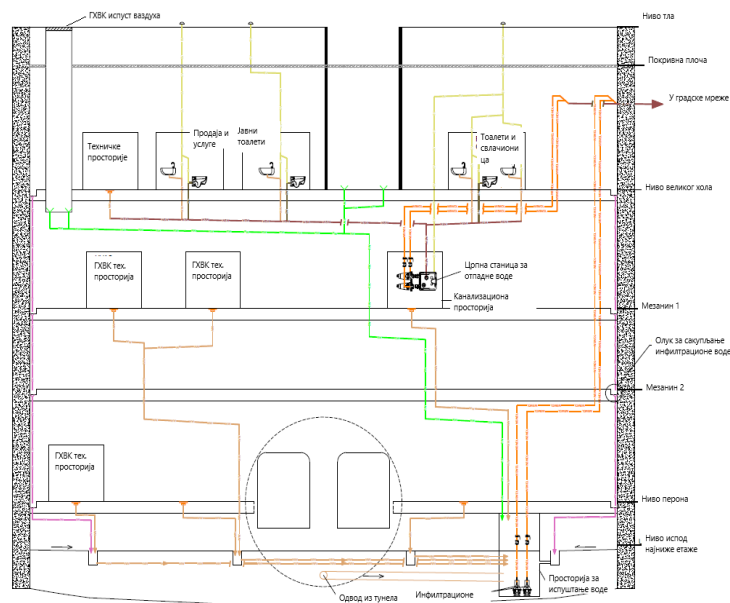 ГХВК испуст ваздуха
Ниво тла
Покривна плоча
У градске мреже
Техничке
просторије
Продаја и
услуге
Јавни
тоалети
Тоалети и
свлачиони
ца
Ниво великог хола
ГХВК тех.
просторија
ГХВК тех.
просторија
Црпна станица за
отпадне воде
Канализациона
просторија
Мезанин 1
Олук за сакупљање
инфилтрационе воде
Мезанин 2
ГХВК тех.
просторија
Ниво перона
Ниво испод
најниже етаже
Просторија за
испуштање воде
Одвод из тунела
Инфилтрационе